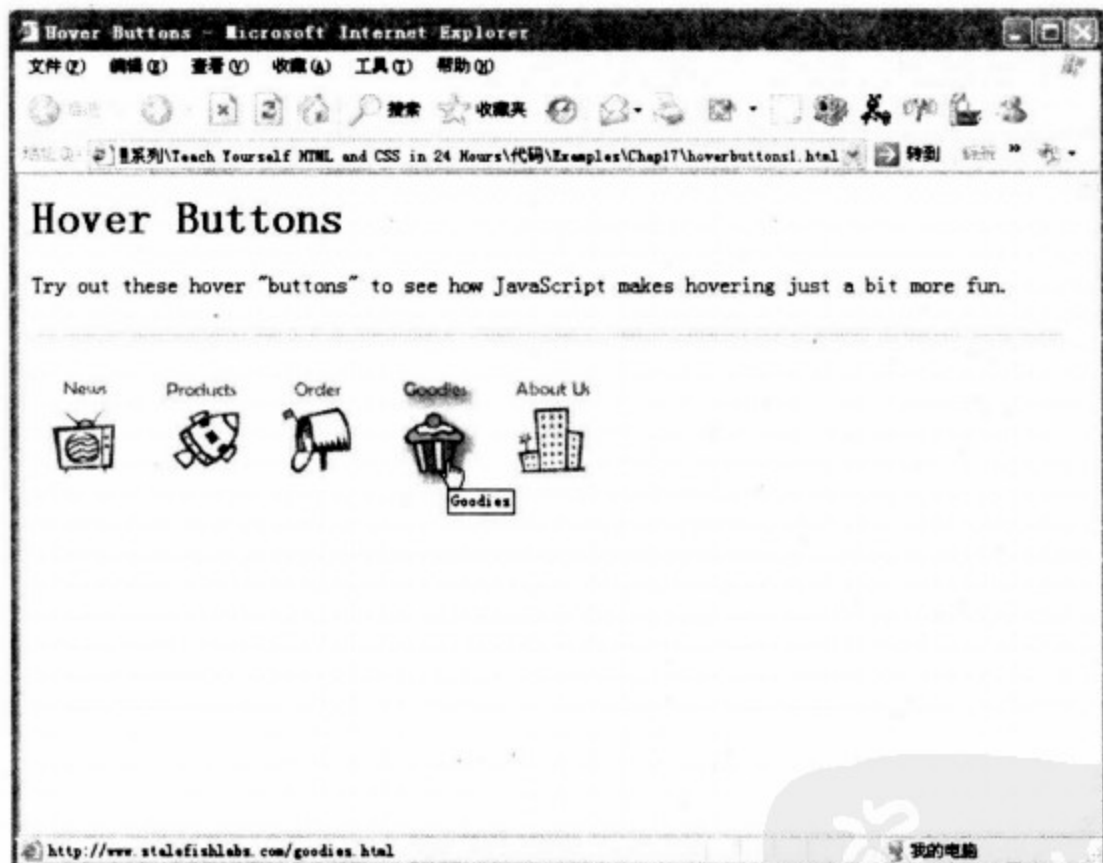 Hover Buttons - Microsoft Internet Explorer
文件(F) 编辑(E) 查看(V) 收藏(A) 工具(T) 帮助(H)
搜索 收藏夹
系列\Teach Yourself HTML and CSS in 24 Hours\代码\Examples\Chap17\hoverbuttons1.html 转到 »
Hover Buttons
Try out these hover "buttons" to see how JavaScript makes hovering just a bit more fun.
News Products Order Goodies About Us
Goodies
http://www.stalefishlabs.com/goodies.html 我的电脑